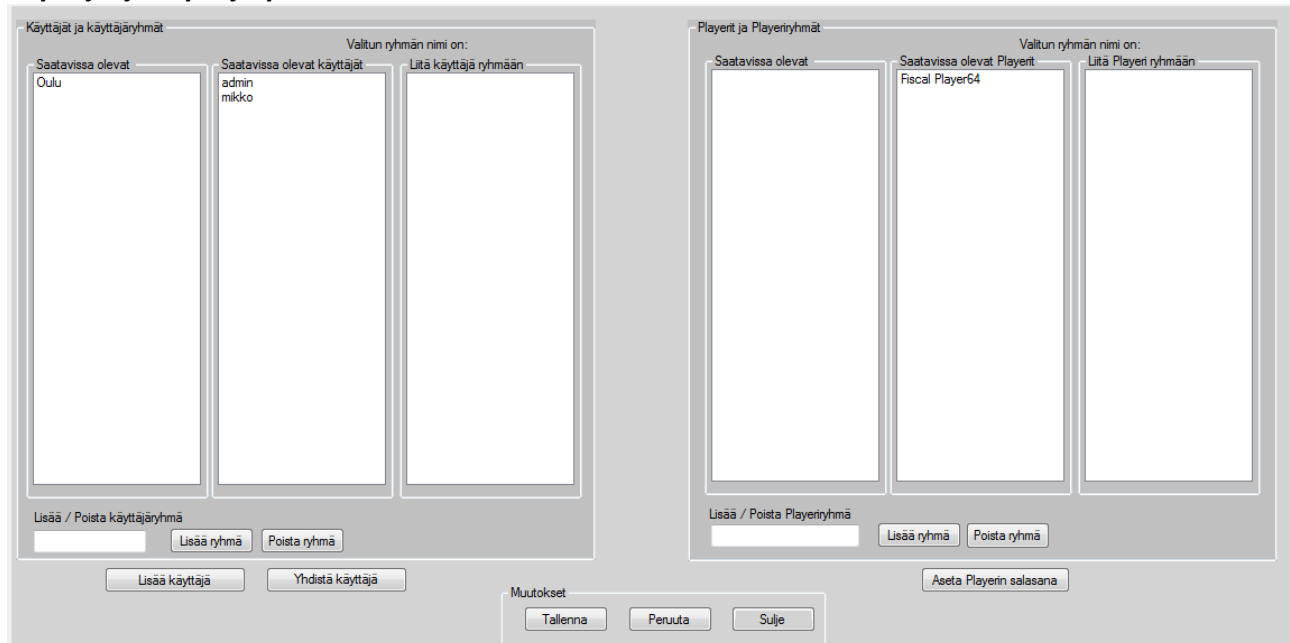 Käyttäjät ja käyttäjäryhmät
Valitun ryhmän nimi on:
Saatavissa olevat
Saatavissa olevat käyttäjät
Liitä käyttäjä ryhmään
Oulu
admin
mikko
Lisää / Poista käyttäjäryhmä
Lisää ryhmä
Poista ryhmä
Lisää käyttäjä
Yhdistä käyttäjä
Playerit ja Playeriryhmät
Valitun ryhmän nimi on:
Saatavissa olevat
Saatavissa olevat Playerit
Liitä Playeri ryhmään
Fiscal Player64
Lisää / Poista Playeriryhmä
Lisää ryhmä
Poista ryhmä
Aseta Playerin salasana
Muutokset
Tallenna
Peruuta
Sulje